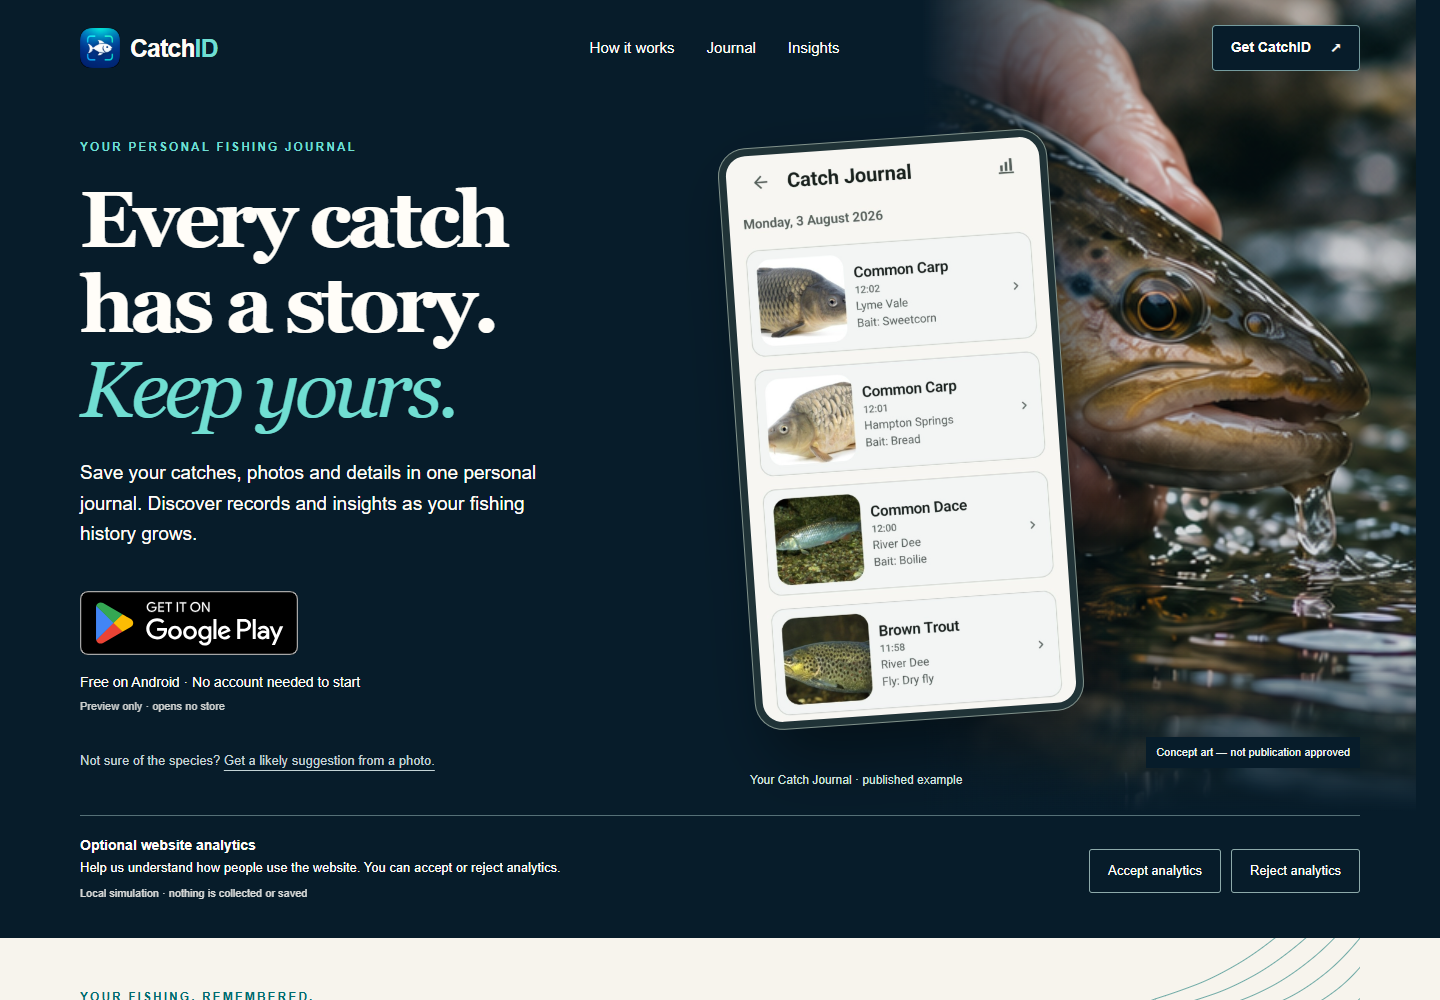 CatchID
How it works
Journal
Insights
Get CatchID ↗
YOUR PERSONAL FISHING JOURNAL
Every catch
has a story.
Keep yours.
Save your catches, photos and details in one personal
journal. Discover records and insights as your fishing
history grows.
GET IT ON
Google Play
Free on Android · No account needed to start
Preview only · opens no store
Not sure of the species? Get a likely suggestion from a photo.
Catch Journal
Monday, 3 August 2026
Common Carp
12:02
Lyme Vale
Bait: Sweetcorn
Common Carp
12:01
Hampton Springs
Bait: Bread
Common Dace
12:00
River Dee
Bait: Boilie
Brown Trout
11:58
River Dee
Fly: Dry fly
Concept art — not publication approved
Your Catch Journal · published example
Optional website analytics
Help us understand how people use the website. You can accept or reject analytics.
Local simulation · nothing is collected or saved
Accept analytics
Reject analytics
YOUR FISHING. REMEMBERED.